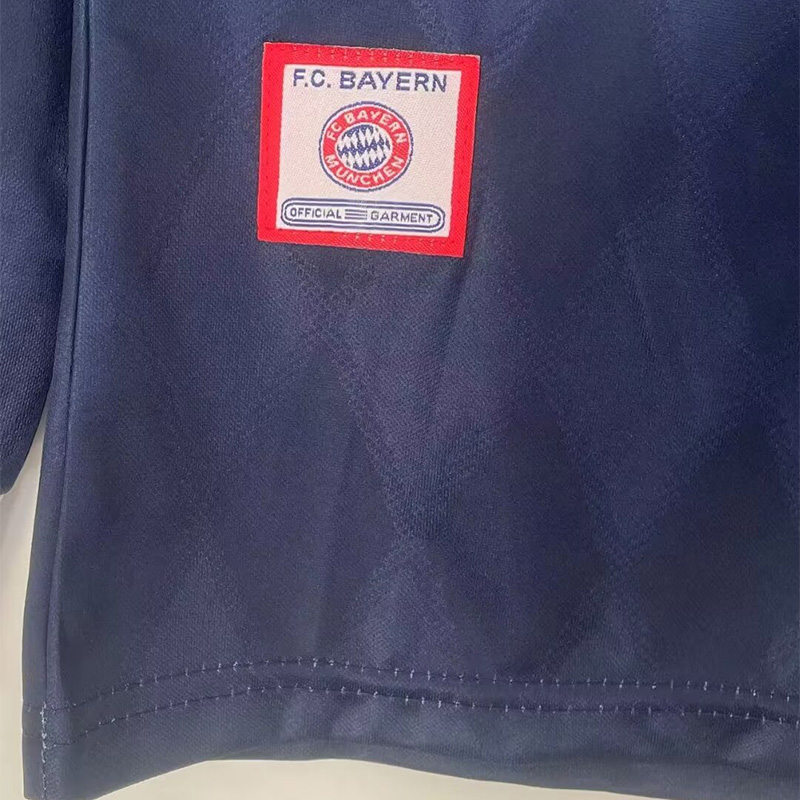 F.C. BAYERN
FC BAYERN
MÜNCHEN
OFFICIAL GARMENT